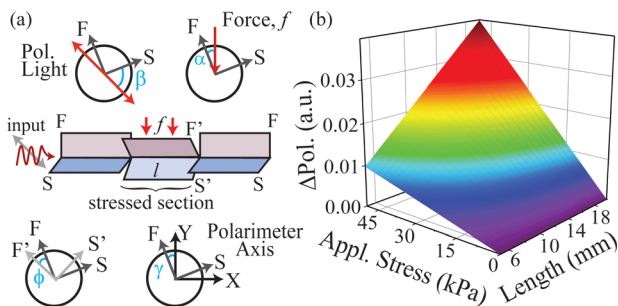 (a)
F
S
Pol.
Light
β
Force, f
F
α
S
input
F
f
F'
F
S
l
S'
S
stressed section
F
F'
S'
S
ϕ
Polarimeter
Axis
F
Y
γ
S
X
(b)
ΔPol. (a.u.)
0.03
0.02
0.01
0.00
45
30
15
0
Appl. Stress (kPa)
6
10
14
18
Length (mm)